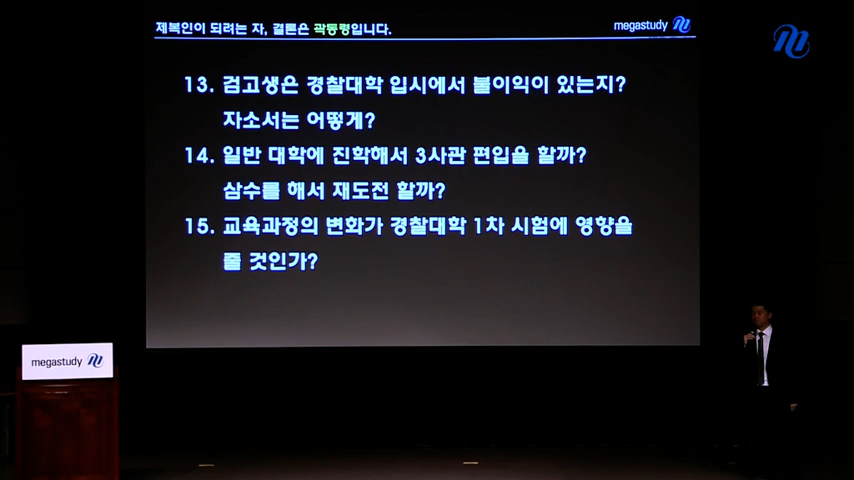 제복인이 되려는 자, 결론은 곽동령입니다.
megastudy
13. 검고생은 경찰대학 입시에서 불이익이 있는지?
자소서는 어떻게?
14. 일반 대학에 진학해서 3사관 편입을 할까?
삼수를 해서 재도전 할까?
15. 교육과정의 변화가 경찰대학 1차 시험에 영향을
줄 것인가?
megastudy